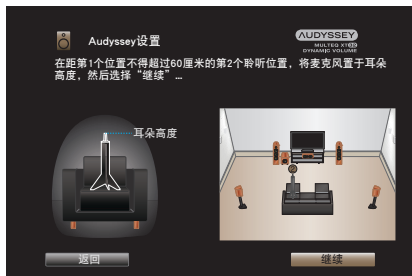 Audyssey设置
AUDYSSEY
MULTEQ XT32
DYNAMIC VOLUME
在距第1个位置不得超过60厘米的第2个聆听位置，将麦克风置于耳朵
高度，然后选择“继续”…
耳朵高度
返回
继续